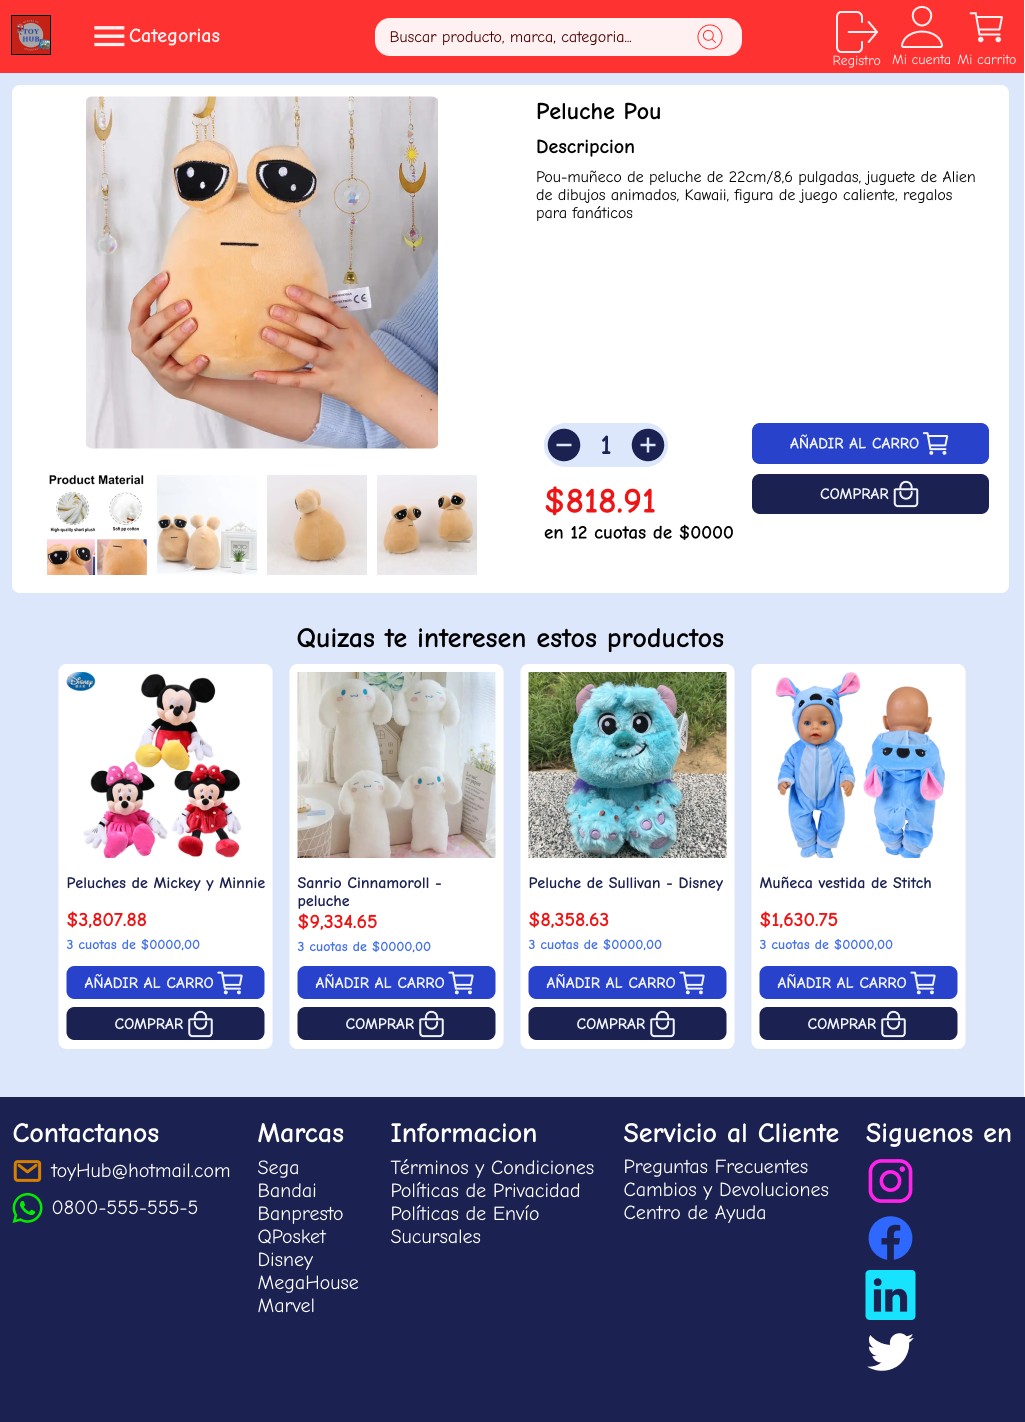 TOY
HUB
Categorias
Buscar producto, marca, categoria...
Registro
Mi cuenta
Mi carrito
Peluche Pou
Descripcion
Pou-muñeco de peluche de 22cm/8,6 pulgadas, juguete de Alien
de dibujos animados, Kawaii, figura de juego caliente, regalos
para fanáticos
CE
1
AÑADIR AL CARRO
COMPRAR
$818.91
en 12 cuotas de $0000
Product Material
High-quality short plush
Soft pp cotton
Quizas te interesen estos productos
Disney
Peluches de Mickey y Minnie
$3,807.88
3 cuotas de $0000,00
AÑADIR AL CARRO
COMPRAR
Sanrio Cinnamoroll -
peluche
$9,334.65
3 cuotas de $0000,00
AÑADIR AL CARRO
COMPRAR
Peluche de Sullivan - Disney
$8,358.63
3 cuotas de $0000,00
AÑADIR AL CARRO
COMPRAR
Muñeca vestida de Stitch
$1,630.75
3 cuotas de $0000,00
AÑADIR AL CARRO
COMPRAR
Contactanos
toyHub@hotmail.com
0800-555-555-5
Marcas
Sega
Bandai
Banpresto
QPosket
Disney
MegaHouse
Marvel
Informacion
Términos y Condiciones
Políticas de Privacidad
Políticas de Envío
Sucursales
Servicio al Cliente
Preguntas Frecuentes
Cambios y Devoluciones
Centro de Ayuda
Siguenos en
in